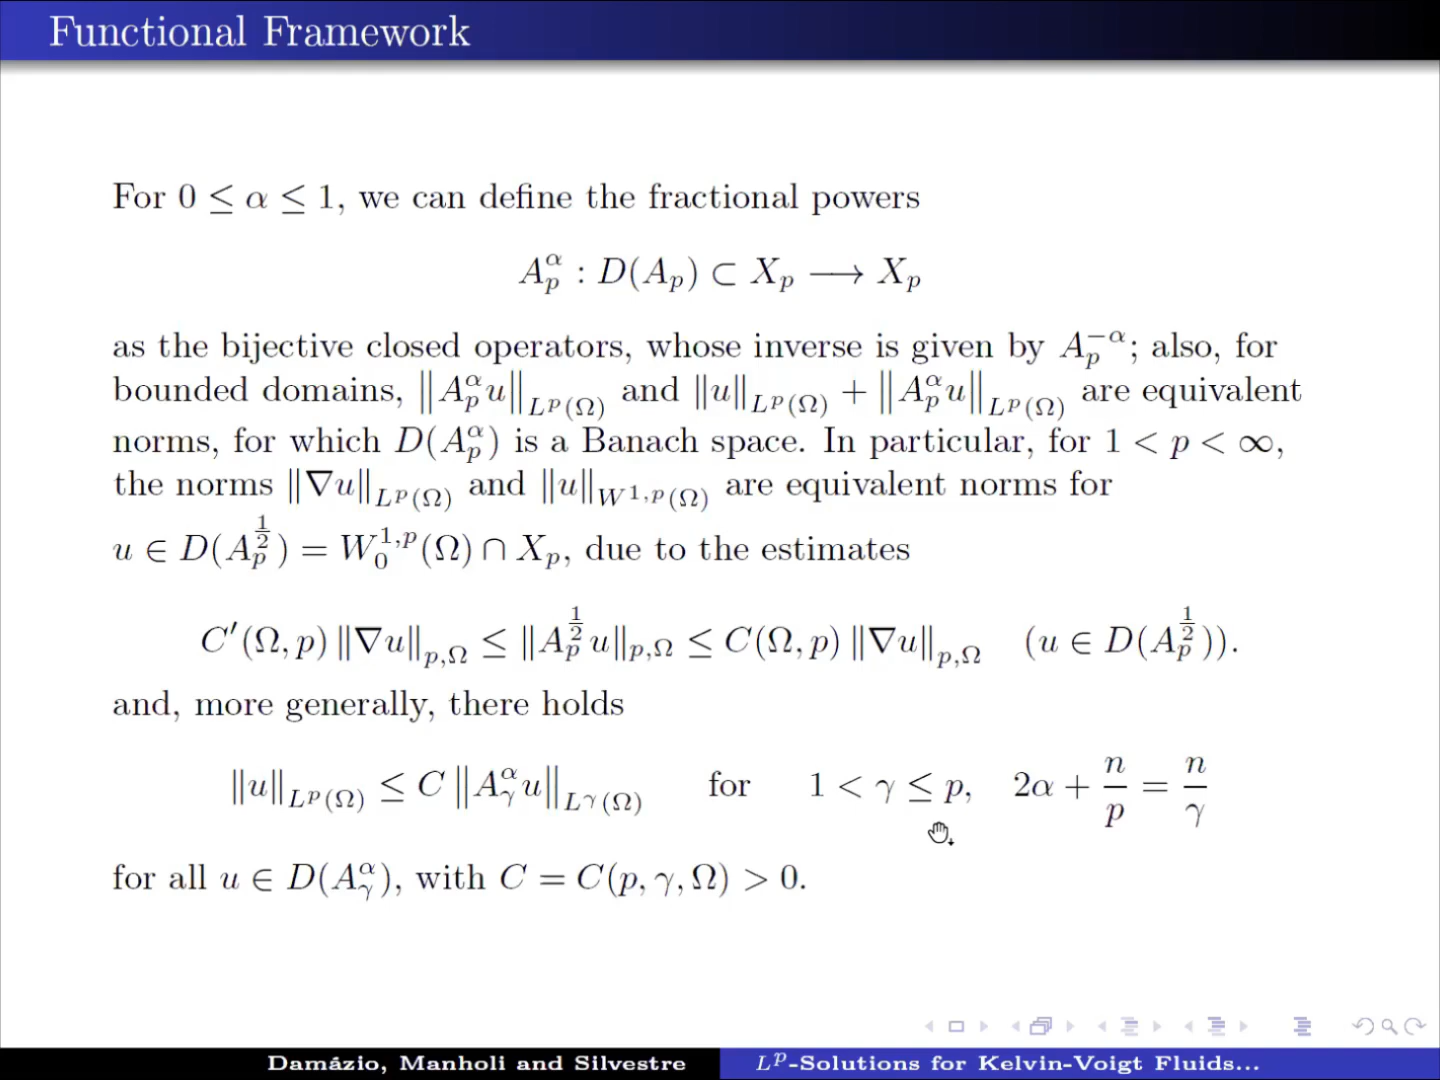 Functional Framework
For 0 ≤ α ≤ 1, we can define the fractional powers
A_p^α : D(A_p) ⊂ X_p ⟶ X_p
as the bijective closed operators, whose inverse is given by A_p^{−α}; also, for
bounded domains, ‖A_p^α u‖_{L^p(Ω)} and ‖u‖_{L^p(Ω)} + ‖A_p^α u‖_{L^p(Ω)} are equivalent
norms, for which D(A_p^α) is a Banach space. In particular, for 1 < p < ∞,
the norms ‖∇u‖_{L^p(Ω)} and ‖u‖_{W^{1,p}(Ω)} are equivalent norms for
u ∈ D(A_p^{1/2}) = W_0^{1,p}(Ω) ∩ X_p, due to the estimates
C′(Ω, p) ‖∇u‖_{p,Ω} ≤ ‖A_p^{1/2} u‖_{p,Ω} ≤ C(Ω, p) ‖∇u‖_{p,Ω} (u ∈ D(A_p^{1/2})).
and, more generally, there holds
‖u‖_{L^p(Ω)} ≤ C ‖A_γ^α u‖_{L^γ(Ω)} for 1 < γ ≤ p, 2α + n/p = n/γ
for all u ∈ D(A_γ^α), with C = C(p, γ, Ω) > 0.
Damázio, Manholi and Silvestre
L^p-Solutions for Kelvin-Voigt Fluids...